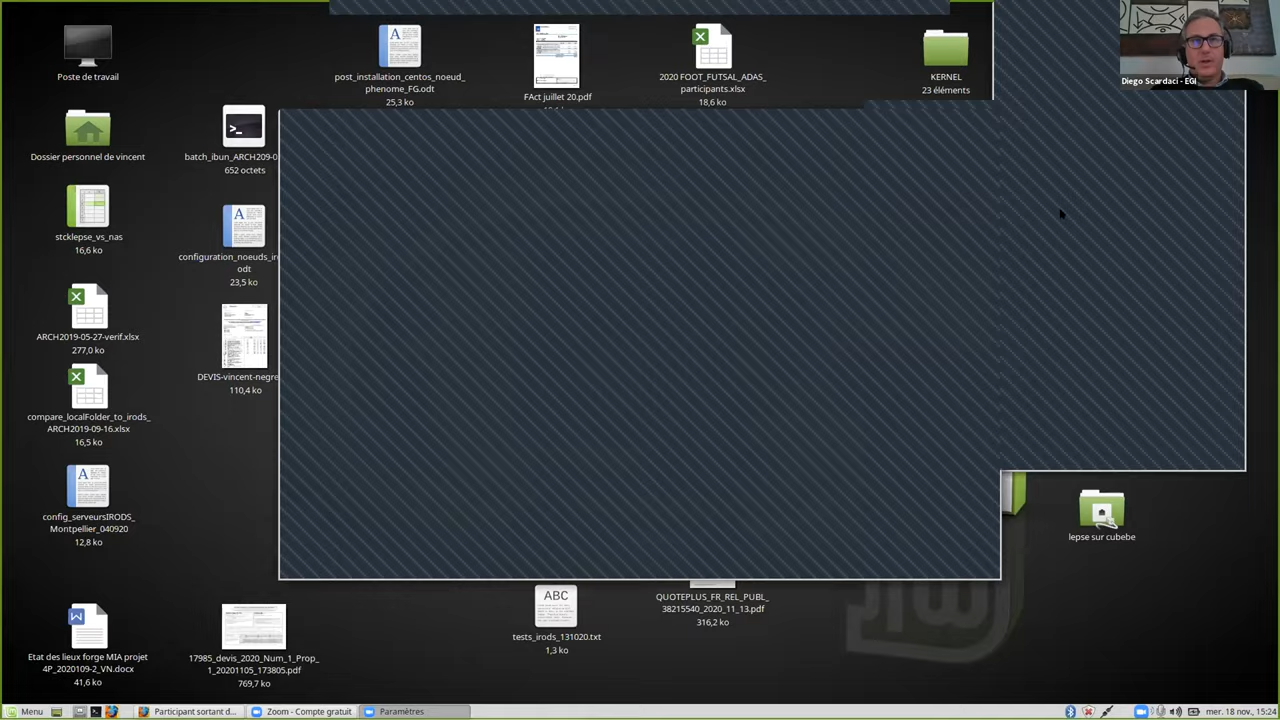 Poste de travail
post_installation_centos_noeud_
phenome_FG.odt
25,3 ko
FAct juillet 20.pdf
2020 FOOT_FUTSAL_ADAS_
participants.xlsx
18,6 ko
KERNEL
23 éléments
Diego Scardaci - EGI
Dossier personnel de vincent
batch_ibun_ARCH209-0
652 octets
stcklepse_vs_nas
16,6 ko
configuration_noeuds_iro
odt
23,5 ko
ARCH2019-05-27-verif.xlsx
277,0 ko
DEVIS-vincent-negre
110,4 ko
compare_localFolder_to_irods_
ARCH2019-09-16.xlsx
16,5 ko
config_serveursIRODS_
Montpellier_040920
12,8 ko
lepse sur cubebe
ABC
tests_irods_131020.txt
1,3 ko
QUOTEPLUS_FR_REL_PUBL_
316,2 ko
Etat des lieux forge MIA projet
4P_2020109-2_VN.docx
41,6 ko
17985_devis_2020_Num_1_Prop_
1_20201105_173805.pdf
769,7 ko
Menu
Participant sortant d...
Zoom - Compte gratuit
Paramètres
mer. 18 nov., 15:24